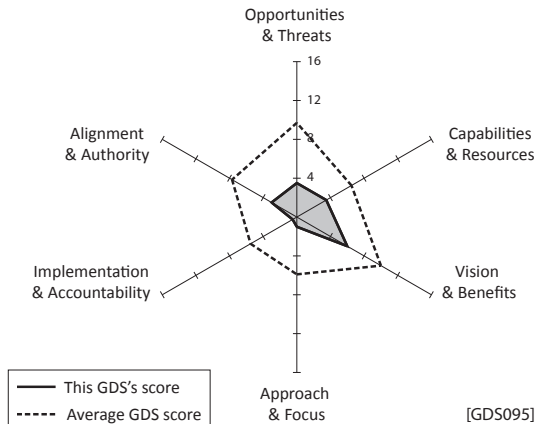 Opportunities
& Threats
16
12
8
4
Alignment
& Authority
Capabilities
& Resources
Implementation
& Accountability
Vision
& Benefits
Approach
& Focus
This GDS's score
Average GDS score
[GDS095]